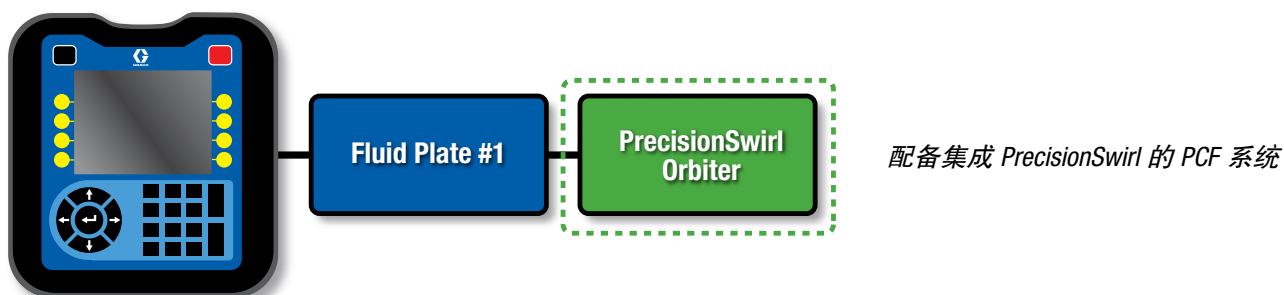 Fluid Plate #1
PrecisionSwirl
Orbiter
配备集成 PrecisionSwirl 的 PCF 系统